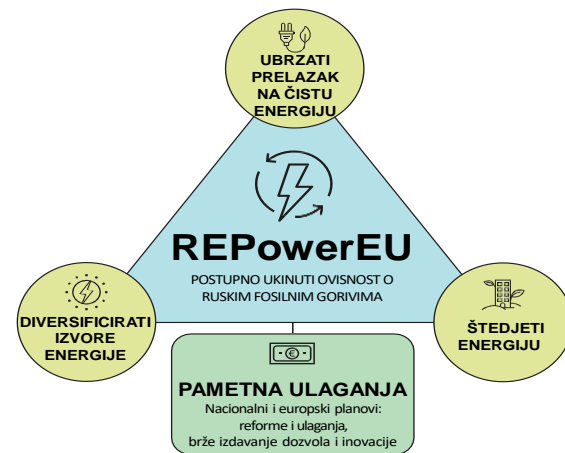 UBRZATI
PRELAZAK
NA ČISTU
ENERGIJU
REPowerEU
POSTUPNO UKINUTI OVISNOST O
RUSKIM FOSILNIM GORIVIMA
DIVERSIFICIRATI
IZVORE
ENERGIJE
ŠTEDJETI
ENERGIJU
PAMETNA ULAGANJA
Nacionalni i europski planovi:
reforme i ulaganja,
brže izdavanje dozvola i inovacije